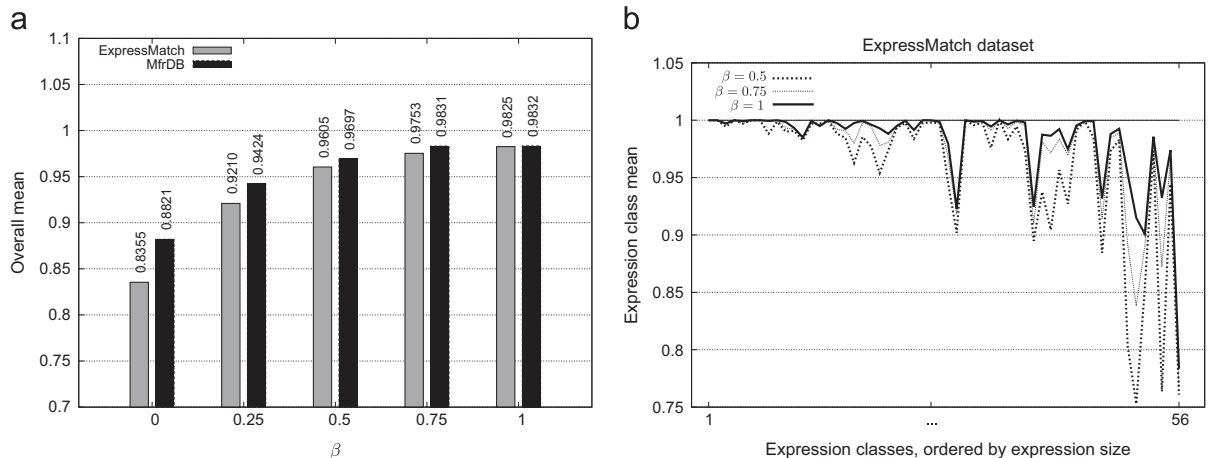 a
ExpressMatch
MfrDB
Overall mean
1.1
1.05
1
0.95
0.9
0.85
0.8
0.75
0.7
0.8355
0.8821
0.9210
0.9424
0.9605
0.9697
0.9753
0.9831
0.9825
0.9832
0 0.25 0.5 0.75 1
β
b
ExpressMatch dataset
β = 0.5
β = 0.75
β = 1
Expression class mean
1.05
1
0.95
0.9
0.85
0.8
0.75
1 ... 56
Expression classes, ordered by expression size